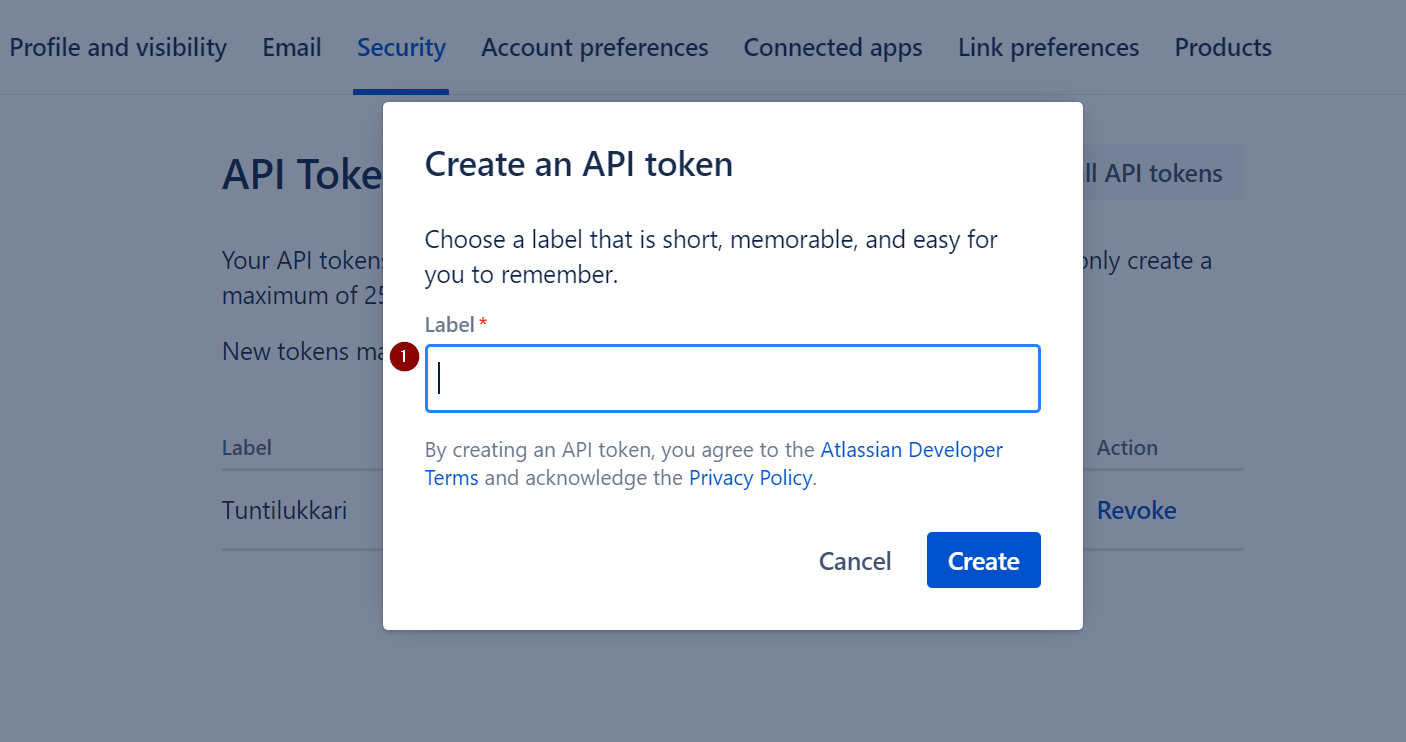 Profile and visibility Email Security Account preferences Connected apps Link preferences Products
Create an API token
API Toke
ll API tokens
Choose a label that is short, memorable, and easy for
you to remember.
Your API tokens
only create a
maximum of 25
Label *
New tokens ma
1
By creating an API token, you agree to the Atlassian Developer
Terms and acknowledge the Privacy Policy.
Label
Action
Tuntilukkari
Revoke
Cancel Create